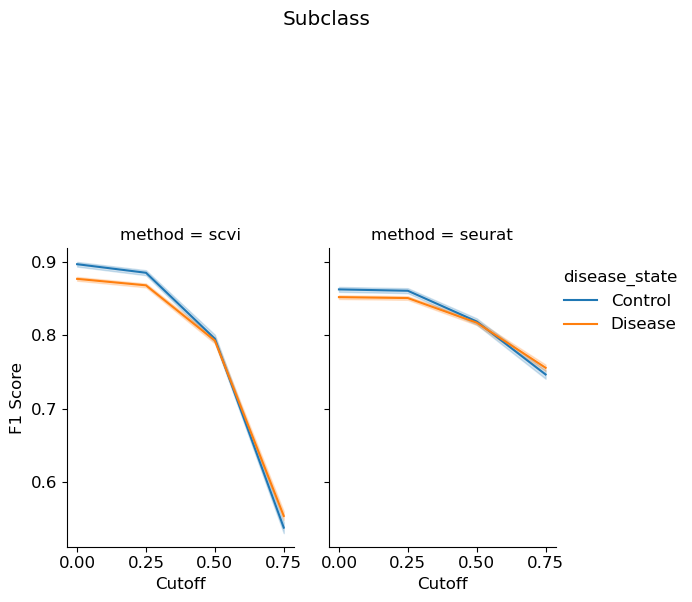 Subclass
method = scvi
method = seurat
disease_state
Control
Disease
F1 Score
0.9
0.8
0.7
0.6
0.00 0.25 0.50 0.75
0.00 0.25 0.50 0.75
Cutoff
Cutoff